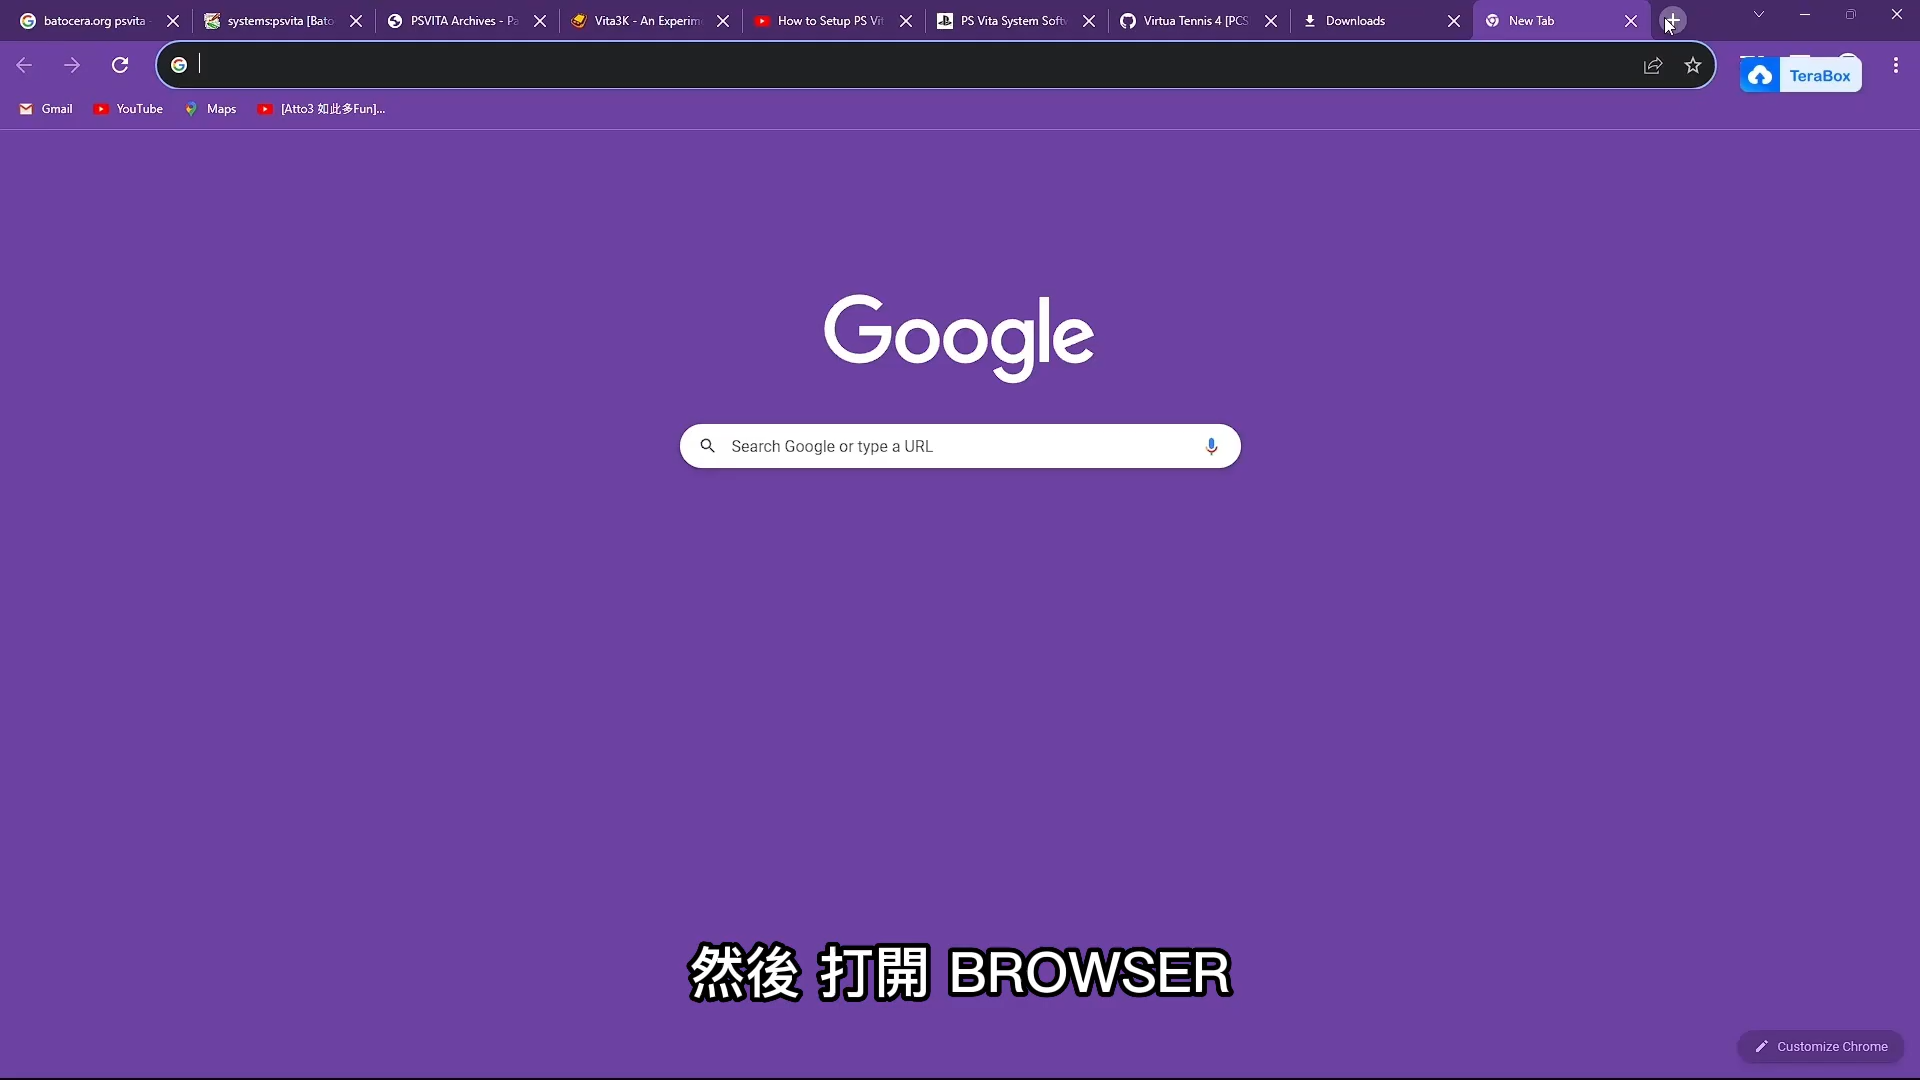 batocera.org psvita
systems:psvita [Bato
PSVITA Archives - Pa
Vita3K - An Experim
How to Setup PS Vit
PS Vita System Softw
Virtua Tennis 4 [PCS
Downloads
New Tab
TeraBox
Gmail
YouTube
Maps
[Atto3 如此多Fun]...
Google
Search Google or type a URL
然後 打開 BROWSER
Customize Chrome